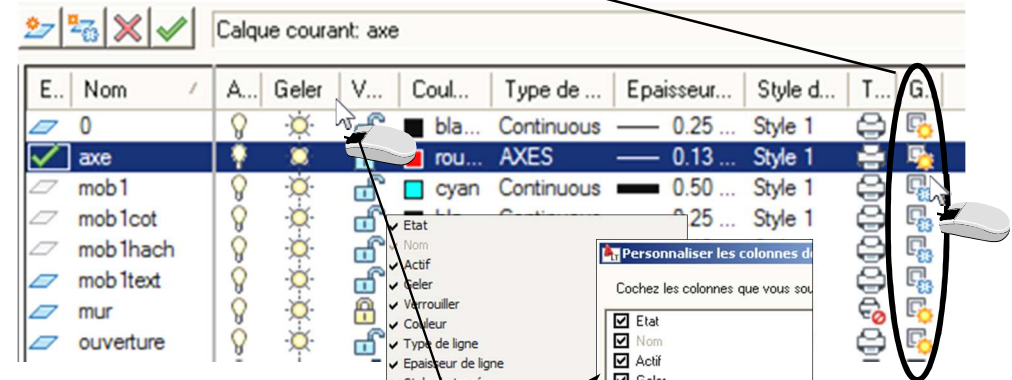 Calque courant: axe
E.. Nom A... Geler V... Coul... Type de ... Epaisseur... Style d... T... G.
0 bla... Continuous 0.25 ... Style 1
axe rou... AXES 0.13 ... Style 1
mob1 cyan Continuous 0.50 ... Style 1
mob1cot Continuous 0.25 ... Style 1
mob1hach
mob1text
mur
ouverture
Etat
Nom
Actif
Geler
Verrouiller
Couleur
Type de ligne
Epaisseur de ligne
Personnaliser les colonnes d
Cochez les colonnes que vous sou
Etat
Nom
Actif
Geler